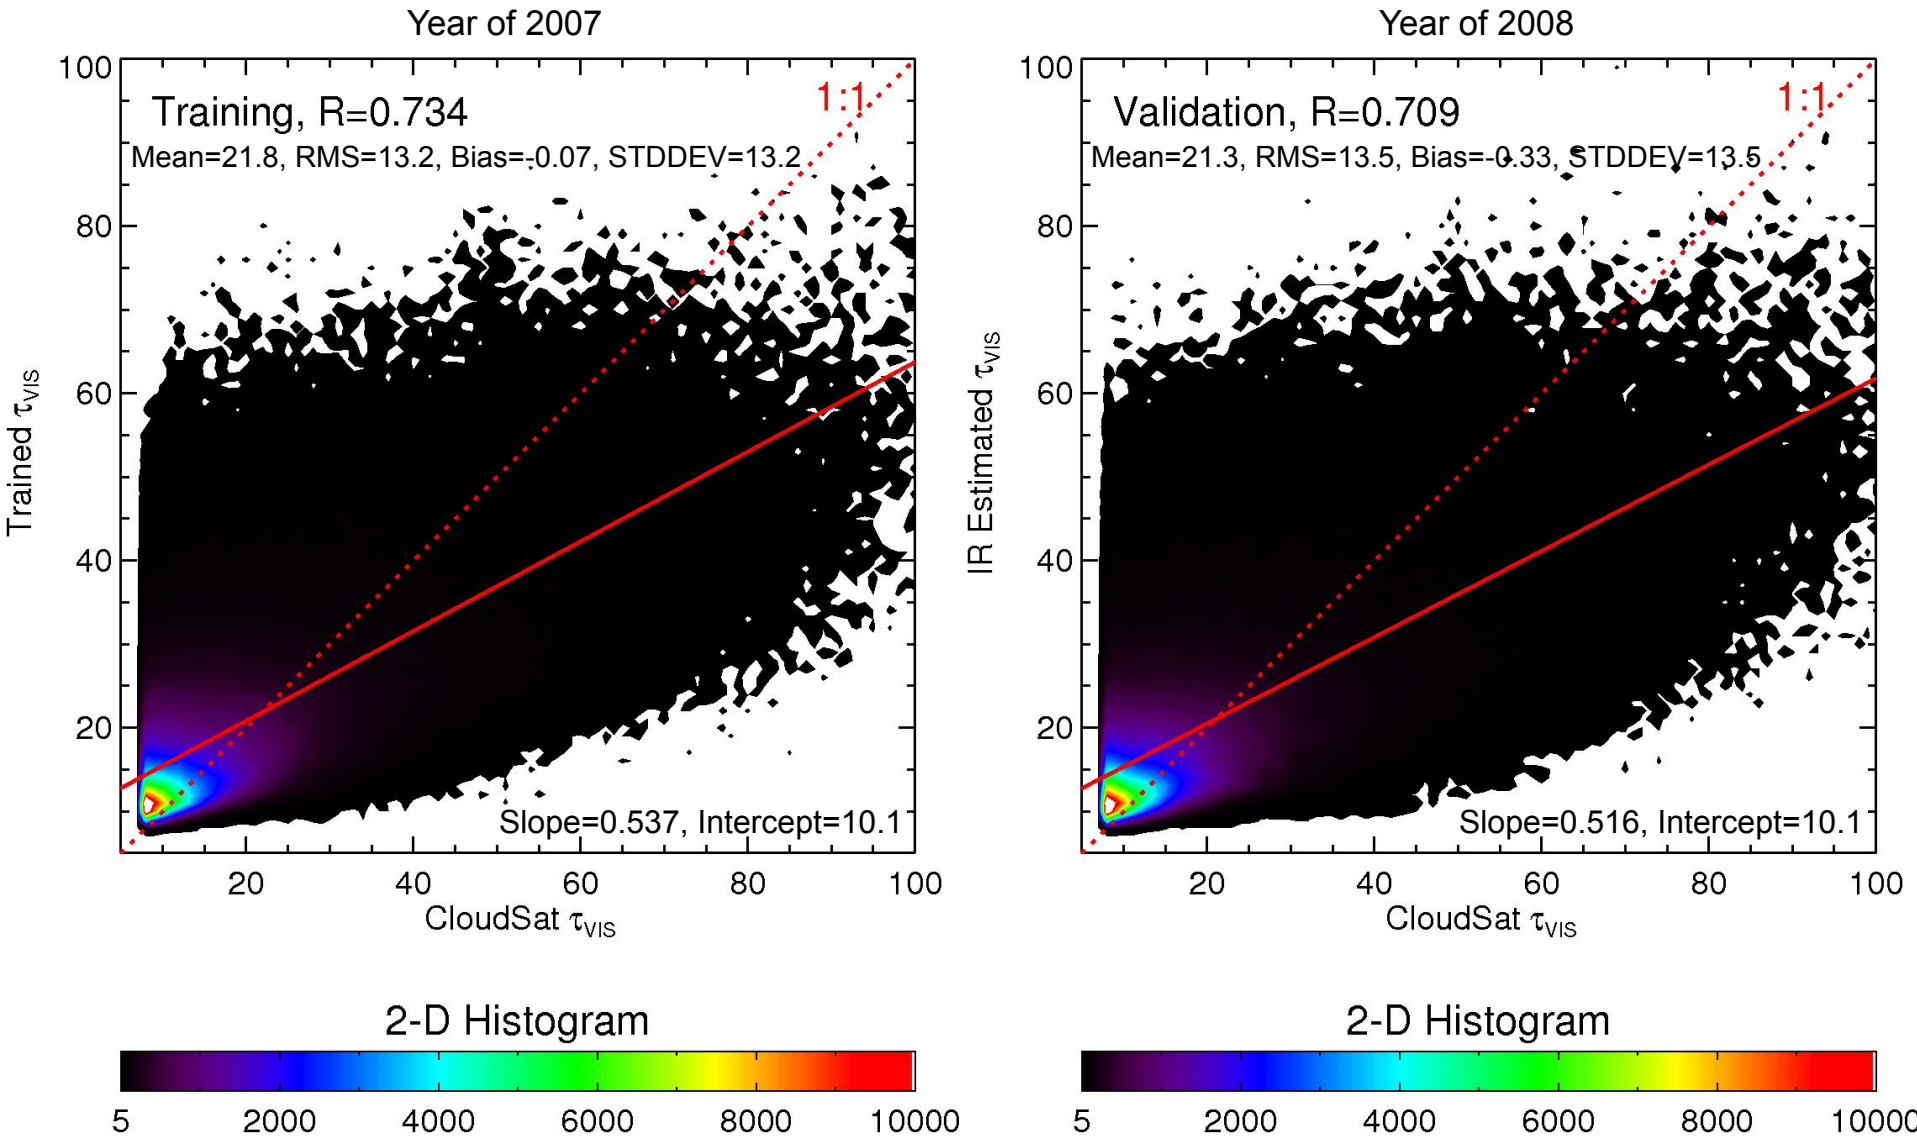 Year of 2007
100
80
60
40
20
Trained τVIS
Training, R=0.734
1:1
Mean=21.8, RMS=13.2, Bias=-0.07, STDDEV=13.2
Slope=0.537, Intercept=10.1
20 40 60 80 100
CloudSat τVIS
2-D Histogram
5 2000 4000 6000 8000 10000
Year of 2008
100
80
60
40
20
IR Estimated τVIS
Validation, R=0.709
1:1
Mean=21.3, RMS=13.5, Bias=-0.33, STDDEV=13.5
Slope=0.516, Intercept=10.1
20 40 60 80 100
CloudSat τVIS
2-D Histogram
5 2000 4000 6000 8000 10000